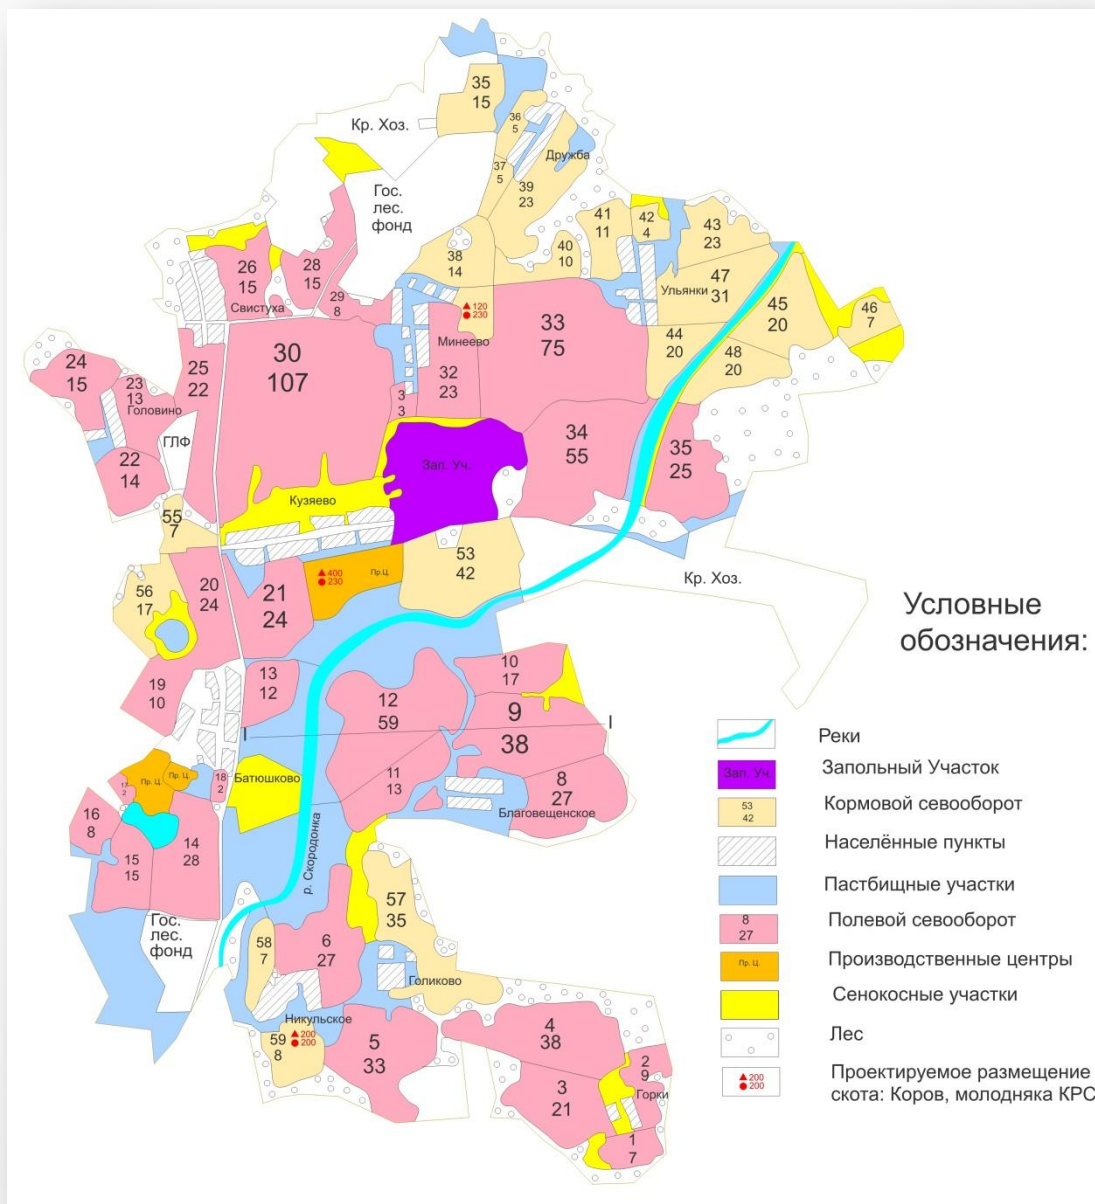 35
15
Кр. Хоз.
36
5
Дружба
37
5
39
23
Гос.
лес.
фонд
41
11
42
4
43
23
40
10
38
14
26
15
28
15
Свистуха
29
8
Ульянки
47
31
45
20
46
7
120
230
Минеево
33
75
44
20
48
20
24
15
23
13
Головино
25
22
30
107
32
23
3
3
ГЛФ
22
14
34
55
35
25
Зап. Уч.
Кузяево
55
7
53
42
Пр.Ц.
400
230
Кр. Хоз.
56
17
20
24
21
24
Условные
обозначения:
19
10
13
12
12
59
10
17
9
38
I
I
11
13
8
27
Благовещенское
Батюшково
Пр. Ц.
Пр. Ц.
17
2
18
2
16
8
15
15
14
28
р. Скородонка
Гос.
лес.
фонд
57
35
58
7
6
27
Голиково
Никульское
59
8
200
200
5
33
4
38
3
21
2
9
Горки
1
7
Реки
Зап. Уч.
Запольный Участок
53
42
Кормовой севооборот
Населённые пункты
Пастбищные участки
8
27
Полевой севооборот
Пр. Ц.
Производственные центры
Сенокосные участки
Лес
200
200
Проектируемое размещение
скота: Коров, молодняка КРС